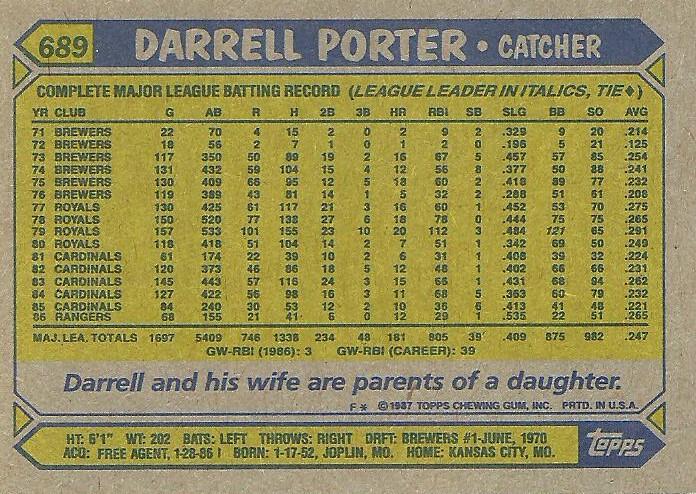 689 DARRELL PORTER • CATCHER
COMPLETE MAJOR LEAGUE BATTING RECORD (LEAGUE LEADER IN ITALICS, TIE♦)
YR CLUB G AB R H 2B 3B HR RBI SB SLG BB SO AVG
71 BREWERS 22 70 4 15 2 0 2 9 2 .329 9 20 .214
72 BREWERS 18 56 2 7 1 0 1 2 0 .196 5 21 .125
73 BREWERS 117 350 50 89 19 2 16 67 5 .457 57 85 .254
74 BREWERS 131 432 59 104 15 4 12 56 8 .377 50 88 .241
75 BREWERS 130 409 66 95 12 5 18 60 2 .418 89 77 .232
76 BREWERS 119 389 43 81 14 1 5 32 2 .288 51 61 .208
77 ROYALS 130 425 61 117 21 3 16 60 1 .452 53 70 .275
78 ROYALS 150 520 77 138 27 6 18 78 0 .444 75 75 .265
79 ROYALS 157 533 101 155 23 10 20 112 3 .484 121 65 .291
80 ROYALS 118 418 51 104 14 2 7 51 1 .342 69 50 .249
81 CARDINALS 61 174 22 39 10 2 6 31 1 .408 39 32 .224
82 CARDINALS 120 373 46 86 18 5 12 48 1 .402 66 66 .231
83 CARDINALS 145 443 57 116 24 3 15 66 1 .431 68 94 .262
84 CARDINALS 127 422 56 98 16 3 11 68 5 .363 60 79 .232
85 CARDINALS 84 240 30 53 12 2 10 36 6 .413 41 48 .221
86 RANGERS 68 155 21 41 6 0 12 29 1 .535 22 51 .265
MAJ. LEA. TOTALS 1697 5409 746 1338 234 48 181 805 39 .409 875 982 .247
GW-RBI (1986): 3 GW-RBI (CAREER): 39
Darrell and his wife are parents of a daughter.
F* ©1987 TOPPS CHEWING GUM, INC. PRTD. IN U.S.A.
HT: 6'1" WT: 202 BATS: LEFT THROWS: RIGHT DRFT: BREWERS #1-JUNE, 1970
ACQ: FREE AGENT, 1-28-86 BORN: 1-17-52, JOPLIN, MO. HOME: KANSAS CITY, MO.
topps